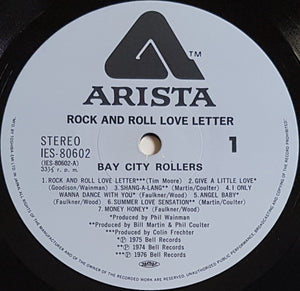 TM
ARISTA
ROCK AND ROLL LOVE LETTER
STEREO
IES-80602
(IES-80602-A)
33⅓ r. p. m.
1
BAY CITY ROLLERS
1. ROCK AND ROLL LOVE LETTER***(Tim Moore) 2. GIVE A LITTLE LOVE*
(Goodison/Wainman) 3. SHANG-A-LANG** (Martin/Coulter) 4. I ONLY
WANNA DANCE WITH YOU* (Faulkner/Wood) 5. ANGEL BABY*
(Faulkner/Wood) 6. SUMMER LOVE SENSATION** (Martin/Coulter)
7. MONEY HONEY* (Faulkner/Wood)
*Produced by Phil Wainman
**Produced by Bill Martin & Phil Coulter
***Produced by Colin Frechter
℗ 1975 Bell Records
℗ 1974 Bell Records
℗ 1976 Bell Records